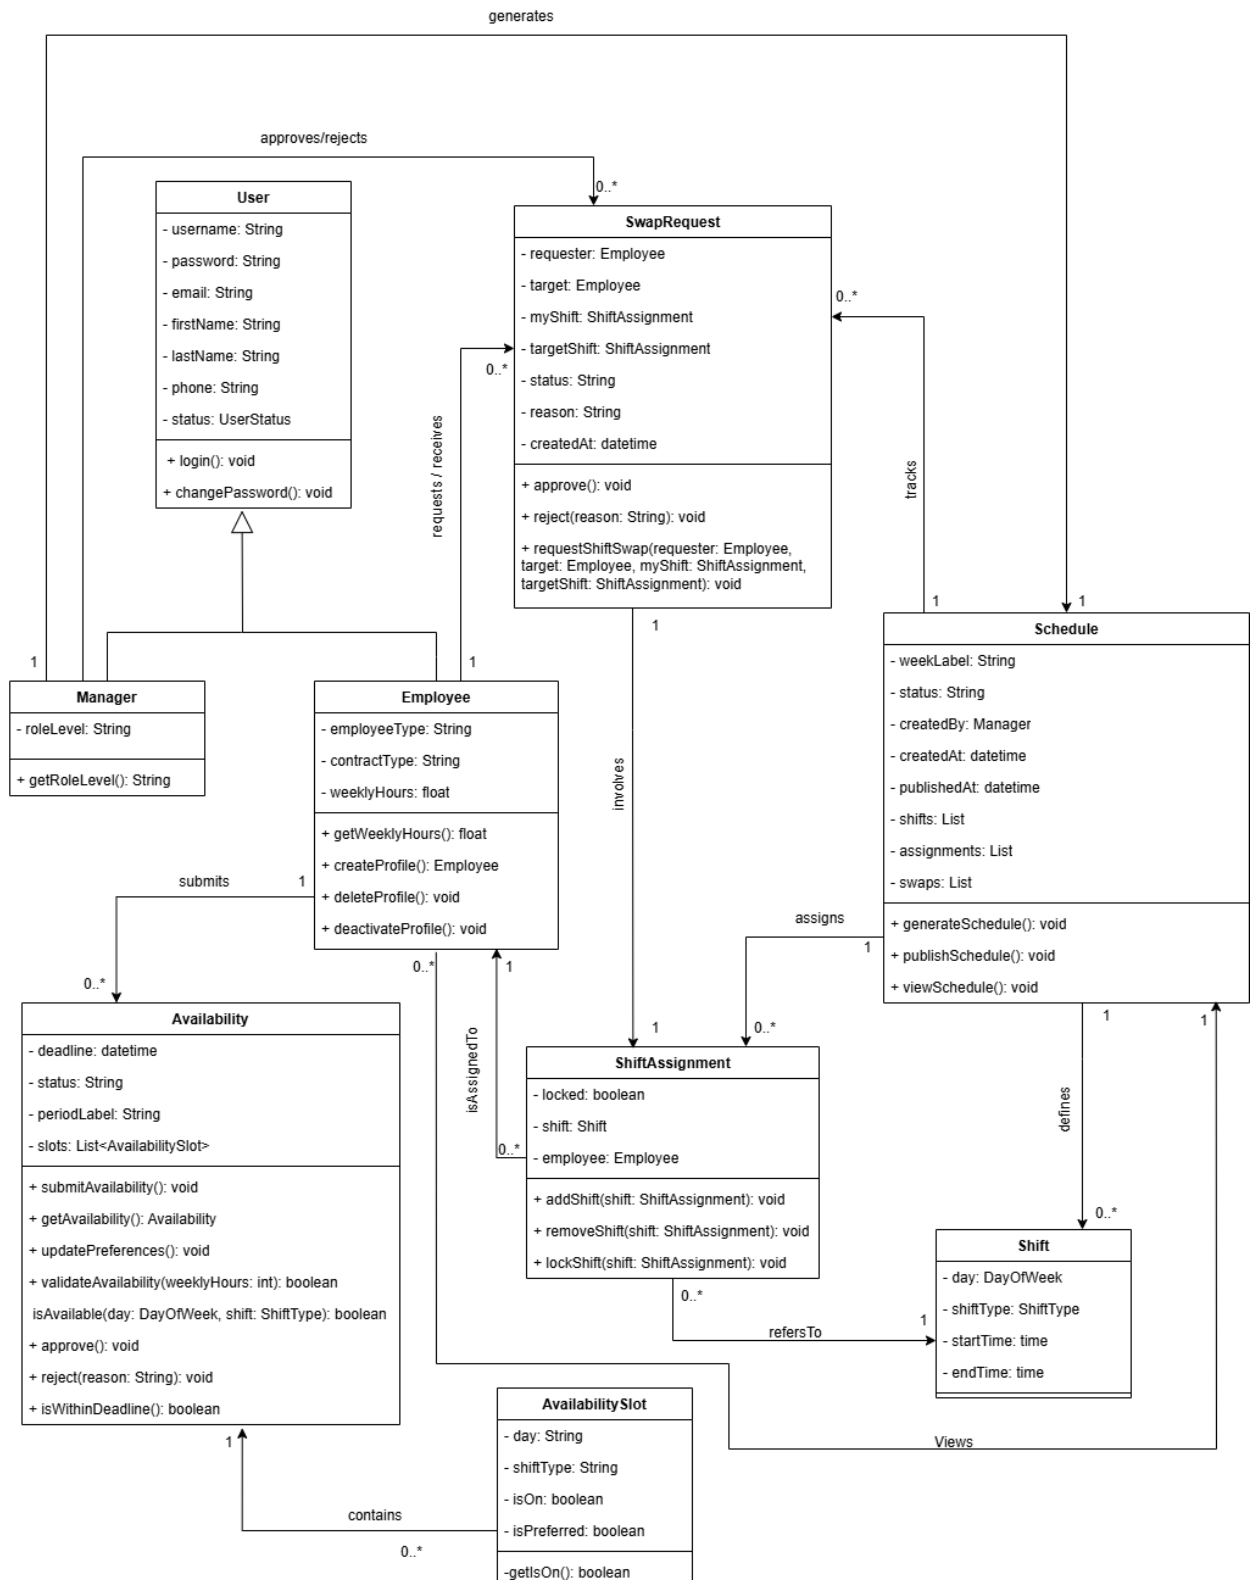 generates
approves/rejects
0..*
User
- username: String
- password: String
- email: String
- firstName: String
- lastName: String
- phone: String
- status: UserStatus
+ login(): void
+ changePassword(): void
SwapRequest
- requester: Employee
- target: Employee
- myShift: ShiftAssignment
- targetShift: ShiftAssignment
- status: String
- reason: String
- createdAt: datetime
+ approve(): void
+ reject(reason: String): void
+ requestShiftSwap(requester: Employee,
target: Employee, myShift: ShiftAssignment,
targetShift: ShiftAssignment): void
0..*
0..*
requests / receives
tracks
1
1
1
1
1
1
Manager
- roleLevel: String
+ getRoleLevel(): String
Employee
- employeeType: String
- contractType: String
- weeklyHours: float
+ getWeeklyHours(): float
+ createProfile(): Employee
+ deleteProfile(): void
+ deactivateProfile(): void
Schedule
- weekLabel: String
- status: String
- createdBy: Manager
- createdAt: datetime
- publishedAt: datetime
- shifts: List
- assignments: List
- swaps: List
+ generateSchedule(): void
+ publishSchedule(): void
+ viewSchedule(): void
involves
submits
1
0..*
assigns
1
0..*
0..*
1
isAssignedTo
0..*
1
1
1
defines
0..*
Availability
- deadline: datetime
- status: String
- periodLabel: String
- slots: List<AvailabilitySlot>
+ submitAvailability(): void
+ getAvailability(): Availability
+ updatePreferences(): void
+ validateAvailability(weeklyHours: int): boolean
isAvailable(day: DayOfWeek, shift: ShiftType): boolean
+ approve(): void
+ reject(reason: String): void
+ isWithinDeadline(): boolean
ShiftAssignment
- locked: boolean
- shift: Shift
- employee: Employee
+ addShift(shift: ShiftAssignment): void
+ removeShift(shift: ShiftAssignment): void
+ lockShift(shift: ShiftAssignment): void
Shift
- day: DayOfWeek
- shiftType: ShiftType
- startTime: time
- endTime: time
0..*
refersTo
1
Views
1
contains
0..*
AvailabilitySlot
- day: String
- shiftType: String
- isOn: boolean
- isPreferred: boolean
-getIsOn(): boolean